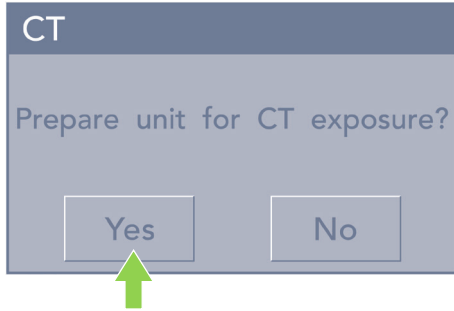 CT
Prepare unit for CT exposure?
Yes No